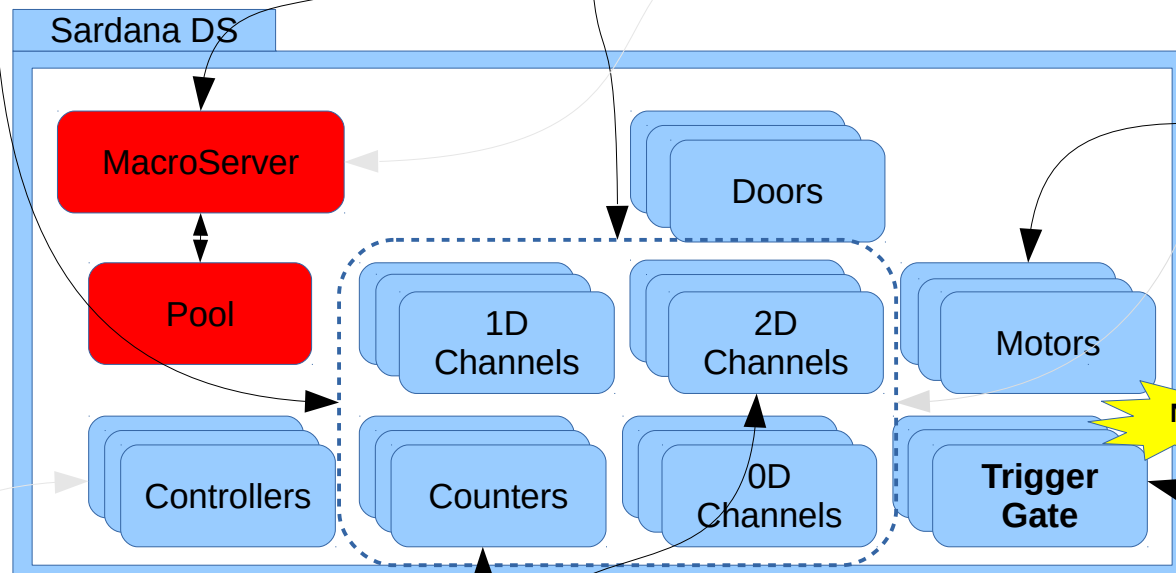 Sardana DS
MacroServer
Doors
Pool
1D
Channels
2D
Channels
Motors
Controllers
Counters
0D
Channels
Trigger
Gate